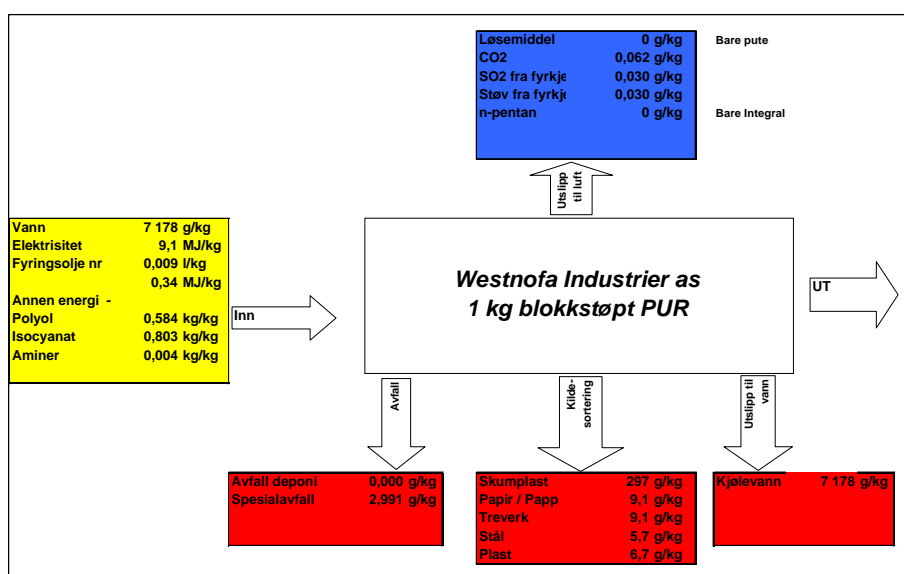 Løsemiddel 0 g/kg Bare pute
CO2 0,062 g/kg
SO2 fra fyrkje 0,030 g/kg
Støv fra fyrkje 0,030 g/kg
n-pentan 0 g/kg Bare Integral
Utslipp
til luft
Vann 7 178 g/kg
Elektrisitet 9,1 MJ/kg
Fyringsolje nr 0,009 l/kg
0,34 MJ/kg
Annen energi -
Polyol 0,584 kg/kg
Isocyanat 0,803 kg/kg
Aminer 0,004 kg/kg
Inn
Westnofa Industrier as
1 kg blokkstøpt PUR
UT
Avfall
Kilde-
sortering
Utslipp til
vann
Avfall deponi 0,000 g/kg
Spesialavfall 2,991 g/kg
Skumplast 297 g/kg
Papir / Papp 9,1 g/kg
Treverk 9,1 g/kg
Stål 5,7 g/kg
Plast 6,7 g/kg
Kjølevann 7 178 g/kg